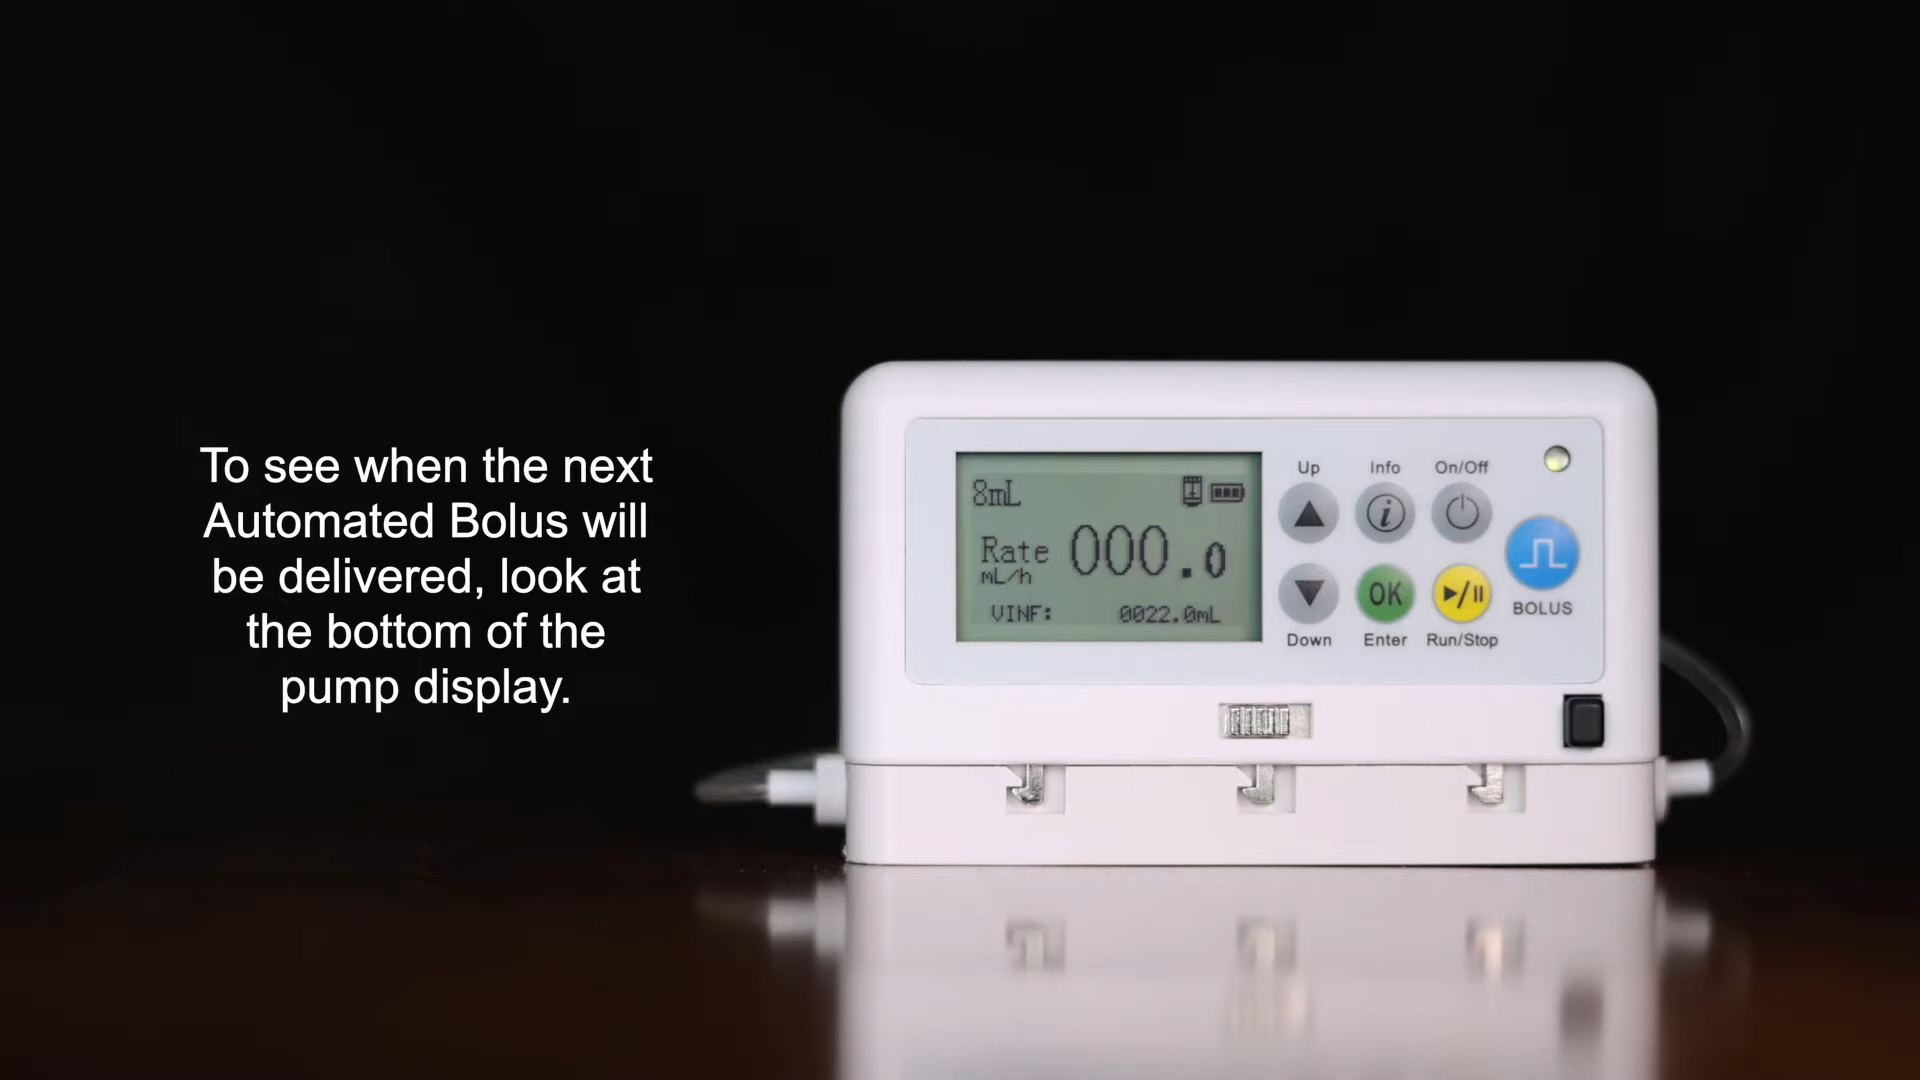 To see when the next
Automated Bolus will
be delivered, look at
the bottom of the
pump display.
8mL
Rate 000.0
mL/h
VINF: 0022.0mL
Up Info On/Off
i
OK
Down Enter Run/Stop
BOLUS